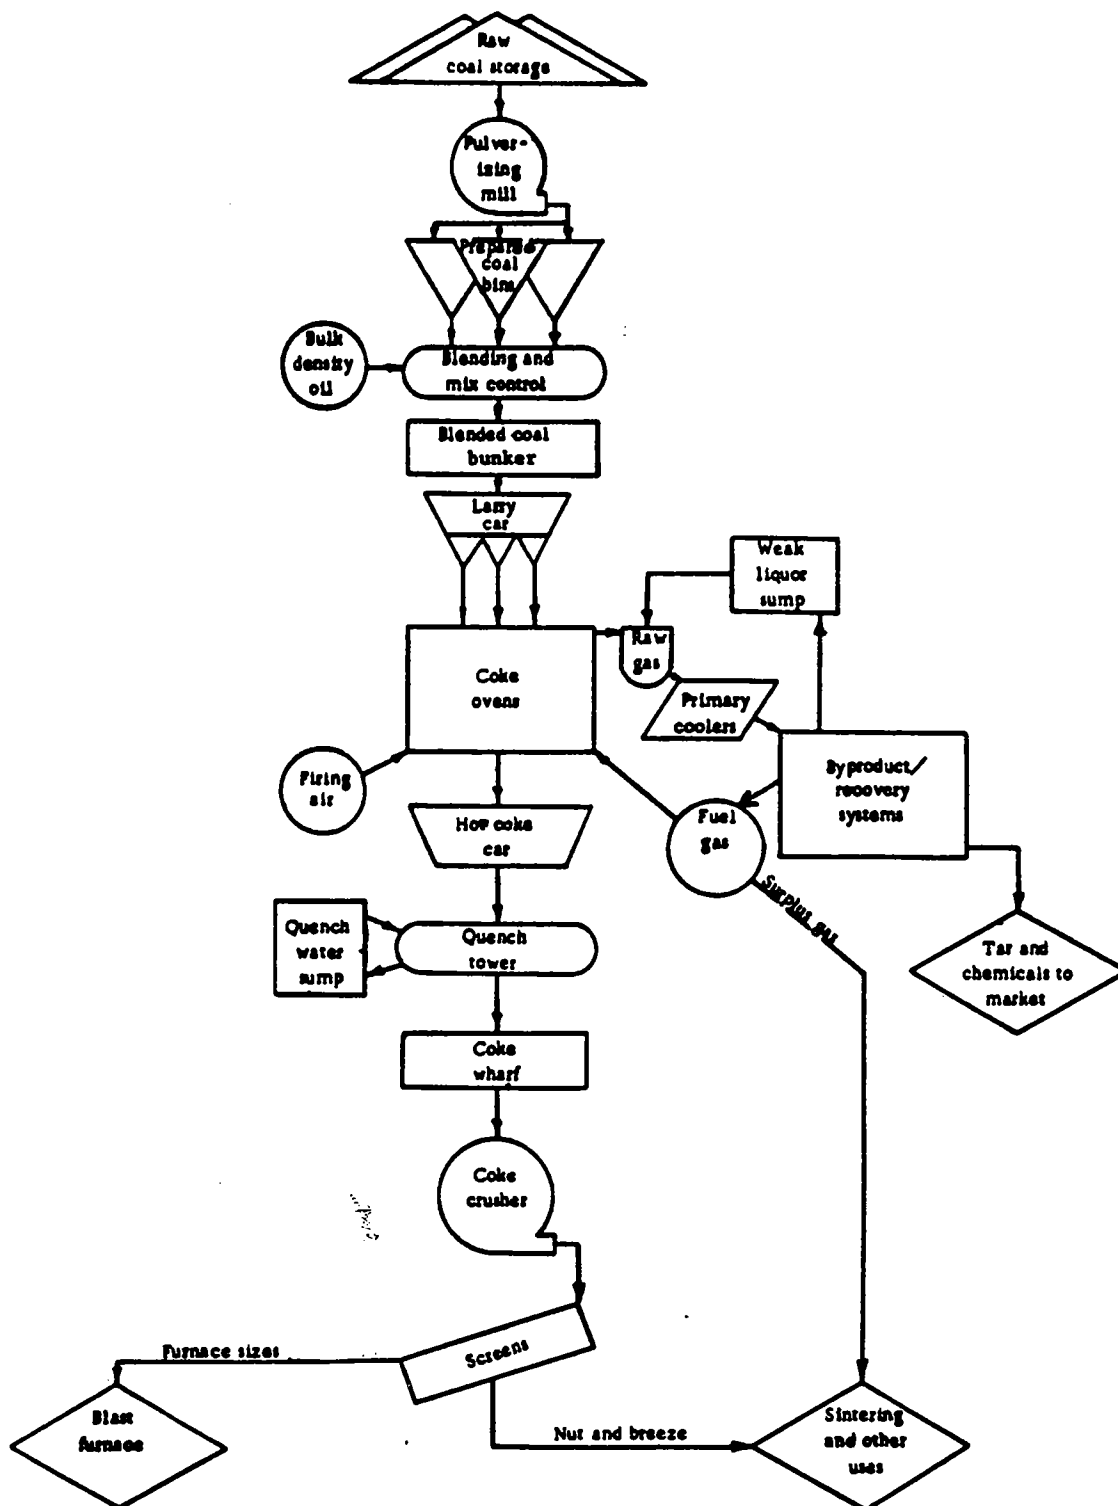 Raw
coal storage
Pulver-
izing
mill
Prepared
coal
bins
Bulk
density
oil
Blending and
mix control
Blended coal
bunker
Larry
car
Weak
liquor
sump
Raw
gas
Coke
ovens
Primary
coolers
Byproduct/
recovery
systems
Firing
air
Fuel
gas
Hot coke
car
Surplus gas
Quench
water
sump
Quench
tower
Tar and
chemicals to
market
Coke
wharf
Coke
crusher
Screens
Furnace sizes
Blast
furnace
Nut and breeze
Sintering
and other
uses